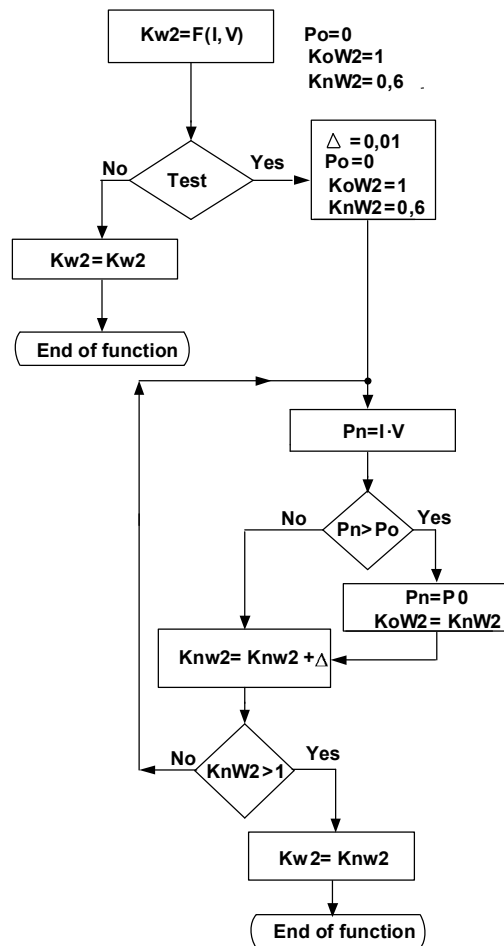 Kw2=F(I,V)
Po=0
KoW2=1
KnW2=0,6
No
Test
Yes
Δ =0,01
Po=0
KoW2=1
KnW2=0,6
Kw2=Kw2
End of function
Pn=I·V
No
Pn>Po
Yes
Pn=P0
KoW2= KnW2
Knw2= Knw2 +Δ
No
KnW2>1
Yes
Kw2= Knw2
End of function